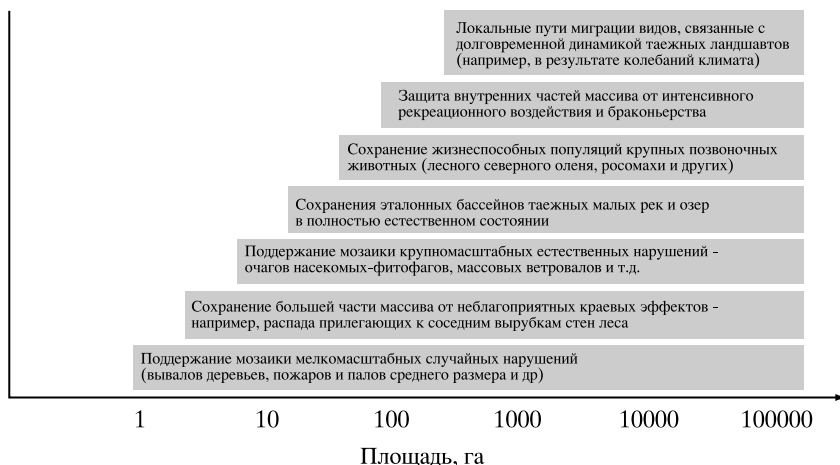 Локальные пути миграции видов, связанные с
долговременной динамикой таежных ландшавтов
(например, в результате колебаний климата)
Защита внутренних частей массива от интенсивного
рекреационного воздействия и браконьерства
Сохранение жизнеспособных популяций крупных позвоночных
животных (лесного северного оленя, росомахи и других)
Сохранения эталонных бассейнов таежных малых рек и озер
в полностью естественном состоянии
Поддержание мозаики крупномасштабных естественных нарушений -
очагов насекомых-фитофагов, массовых ветровалов и т.д.
Сохранение большей части массива от неблагоприятных краевых эффектов -
например, распада прилегающих к соседним вырубкам стен леса
Поддержание мозаики мелкомасштабных случайных нарушений
(вывалов деревьев, пожаров и палов среднего размера и др)
1 10 100 1000 10000 100000
Площадь, га